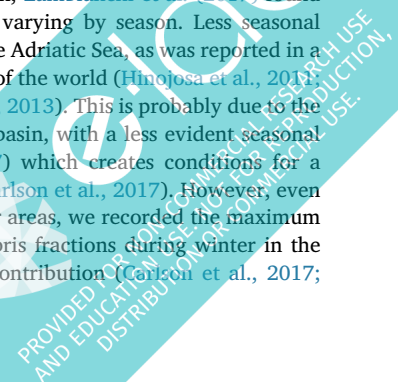 varying by season. Less seasonal
e Adriatic Sea, as was reported in a
of the world (Hinojosa et al., 2011;
2013). This is probably due to the
basin, with a less evident seasonal
) which creates conditions for a
rlson et al., 2017). However, even
r areas, we recorded the maximum
oris fractions during winter in the
ontribution (Carlson et al., 2017;
PROVIDED FOR NON-COMMERCIAL RESEARCH USE
AND EDUCATION USE. NOT FOR REPRODUCTION,
DISTRIBUTION OR COMMERCIAL USE.